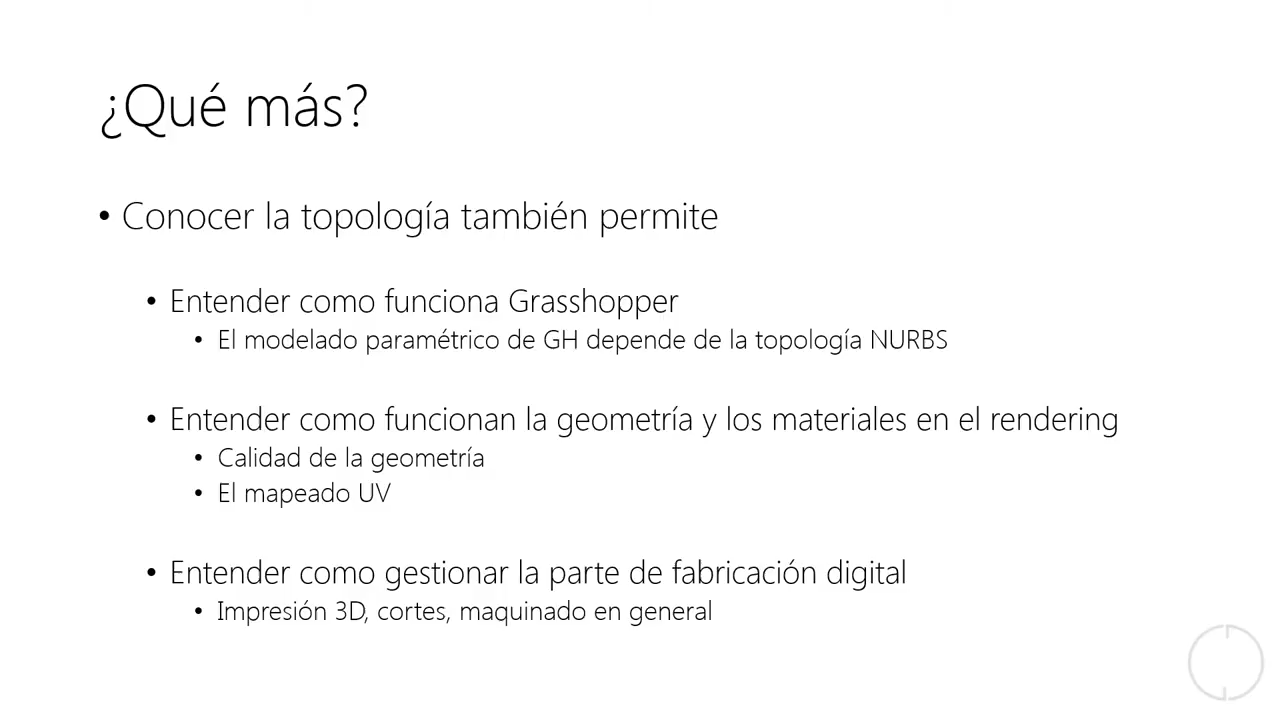 ¿Qué más?
• Conocer la topología también permite
• Entender como funciona Grasshopper
• El modelado paramétrico de GH depende de la topología NURBS
• Entender como funcionan la geometría y los materiales en el rendering
• Calidad de la geometría
• El mapeado UV
• Entender como gestionar la parte de fabricación digital
• Impresión 3D, cortes, maquinado en general